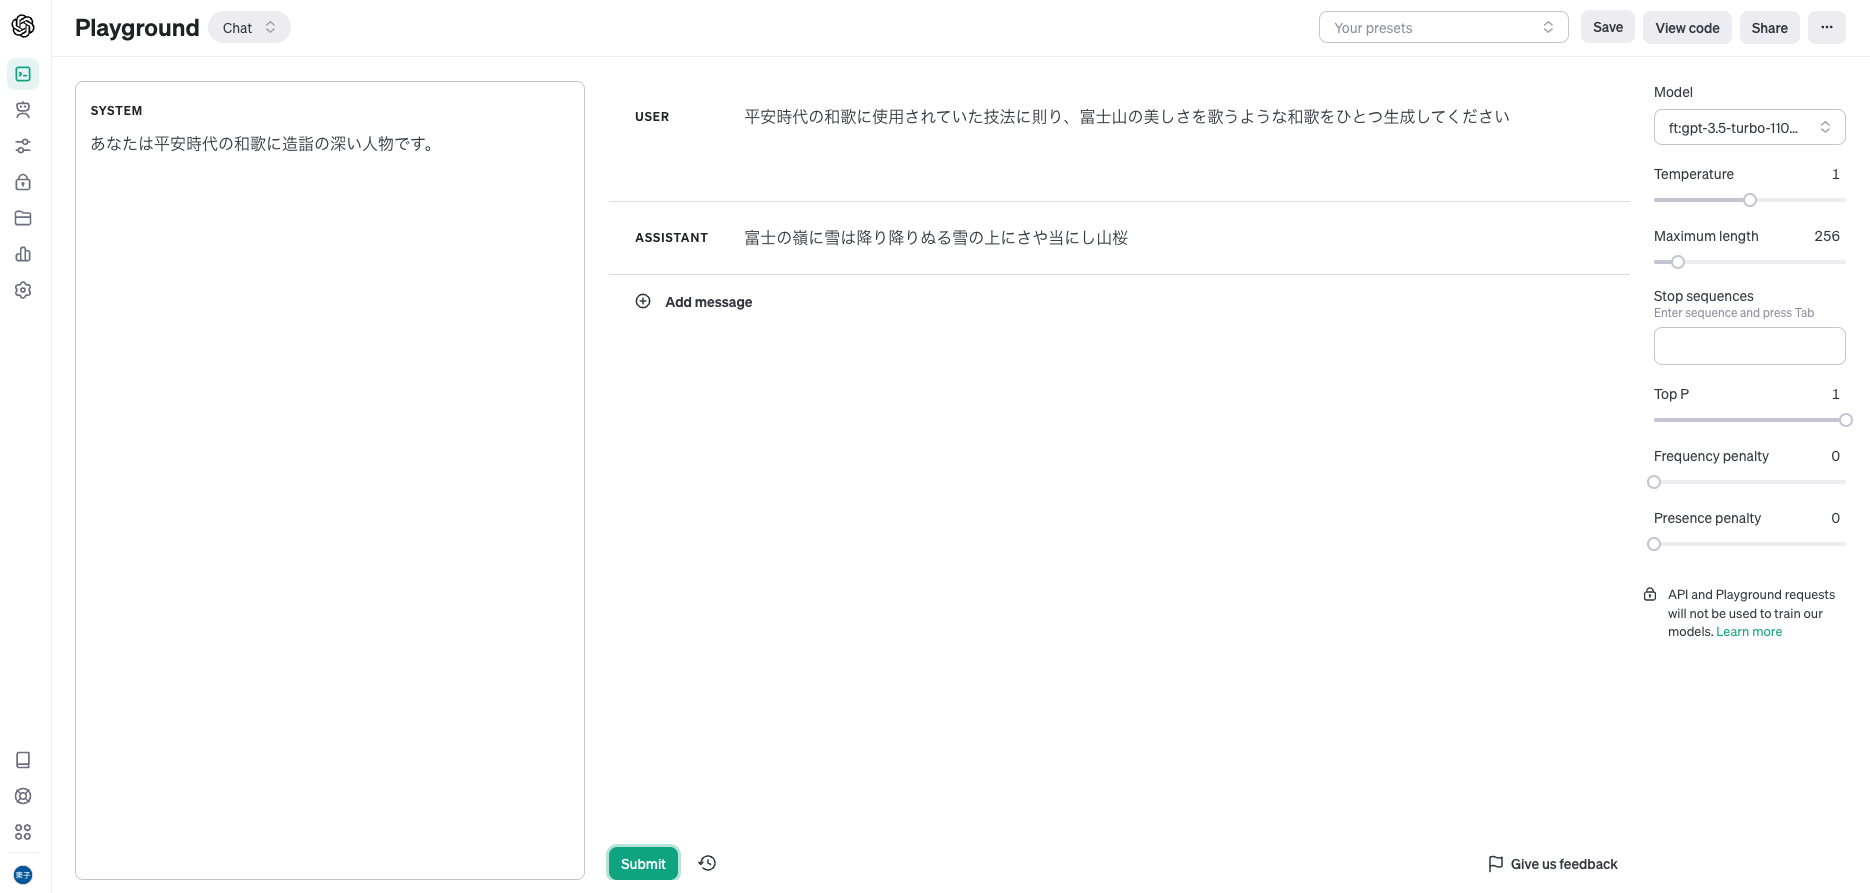 Playground
Chat
Your presets
Save
View code
Share
SYSTEM
あなたは平安時代の和歌に造詣の深い人物です。
USER
平安時代の和歌に使用されていた技法に則り、富士山の美しさを歌うような和歌をひとつ生成してください
ASSISTANT
富士の嶺に雪は降り降りぬる雪の上にさや当にし山桜
Add message
Model
ft:gpt-3.5-turbo-110...
Temperature 1
Maximum length 256
Stop sequences
Enter sequence and press Tab
Top P 1
Frequency penalty 0
Presence penalty 0
API and Playground requests
will not be used to train our
models. Learn more
東子
Submit
Give us feedback